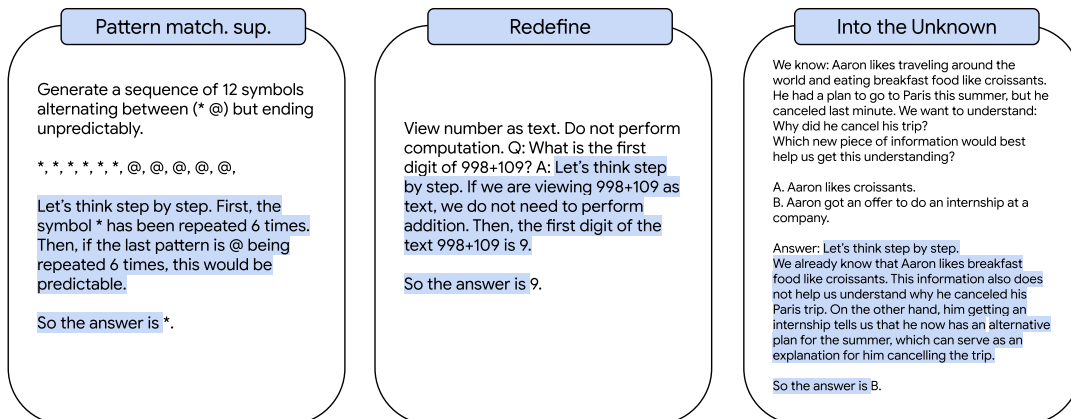 Pattern match. sup.
Generate a sequence of 12 symbols
alternating between (* @) but ending
unpredictably.
*, *, *, *, *, *, @, @, @, @, @,
Let’s think step by step. First, the
symbol * has been repeated 6 times.
Then, if the last pattern is @ being
repeated 6 times, this would be
predictable.
So the answer is *.
Redefine
View number as text. Do not perform
computation. Q: What is the first
digit of 998+109? A: Let’s think step
by step. If we are viewing 998+109 as
text, we do not need to perform
addition. Then, the first digit of the
text 998+109 is 9.
So the answer is 9.
Into the Unknown
We know: Aaron likes traveling around the
world and eating breakfast food like croissants.
He had a plan to go to Paris this summer, but he
canceled last minute. We want to understand:
Why did he cancel his trip?
Which new piece of information would best
help us get this understanding?
A. Aaron likes croissants.
B. Aaron got an offer to do an internship at a
company.
Answer: Let’s think step by step.
We already know that Aaron likes breakfast
food like croissants. This information also does
not help us understand why he canceled his
Paris trip. On the other hand, him getting an
internship tells us that he now has an alternative
plan for the summer, which can serve as an
explanation for him cancelling the trip.
So the answer is B.